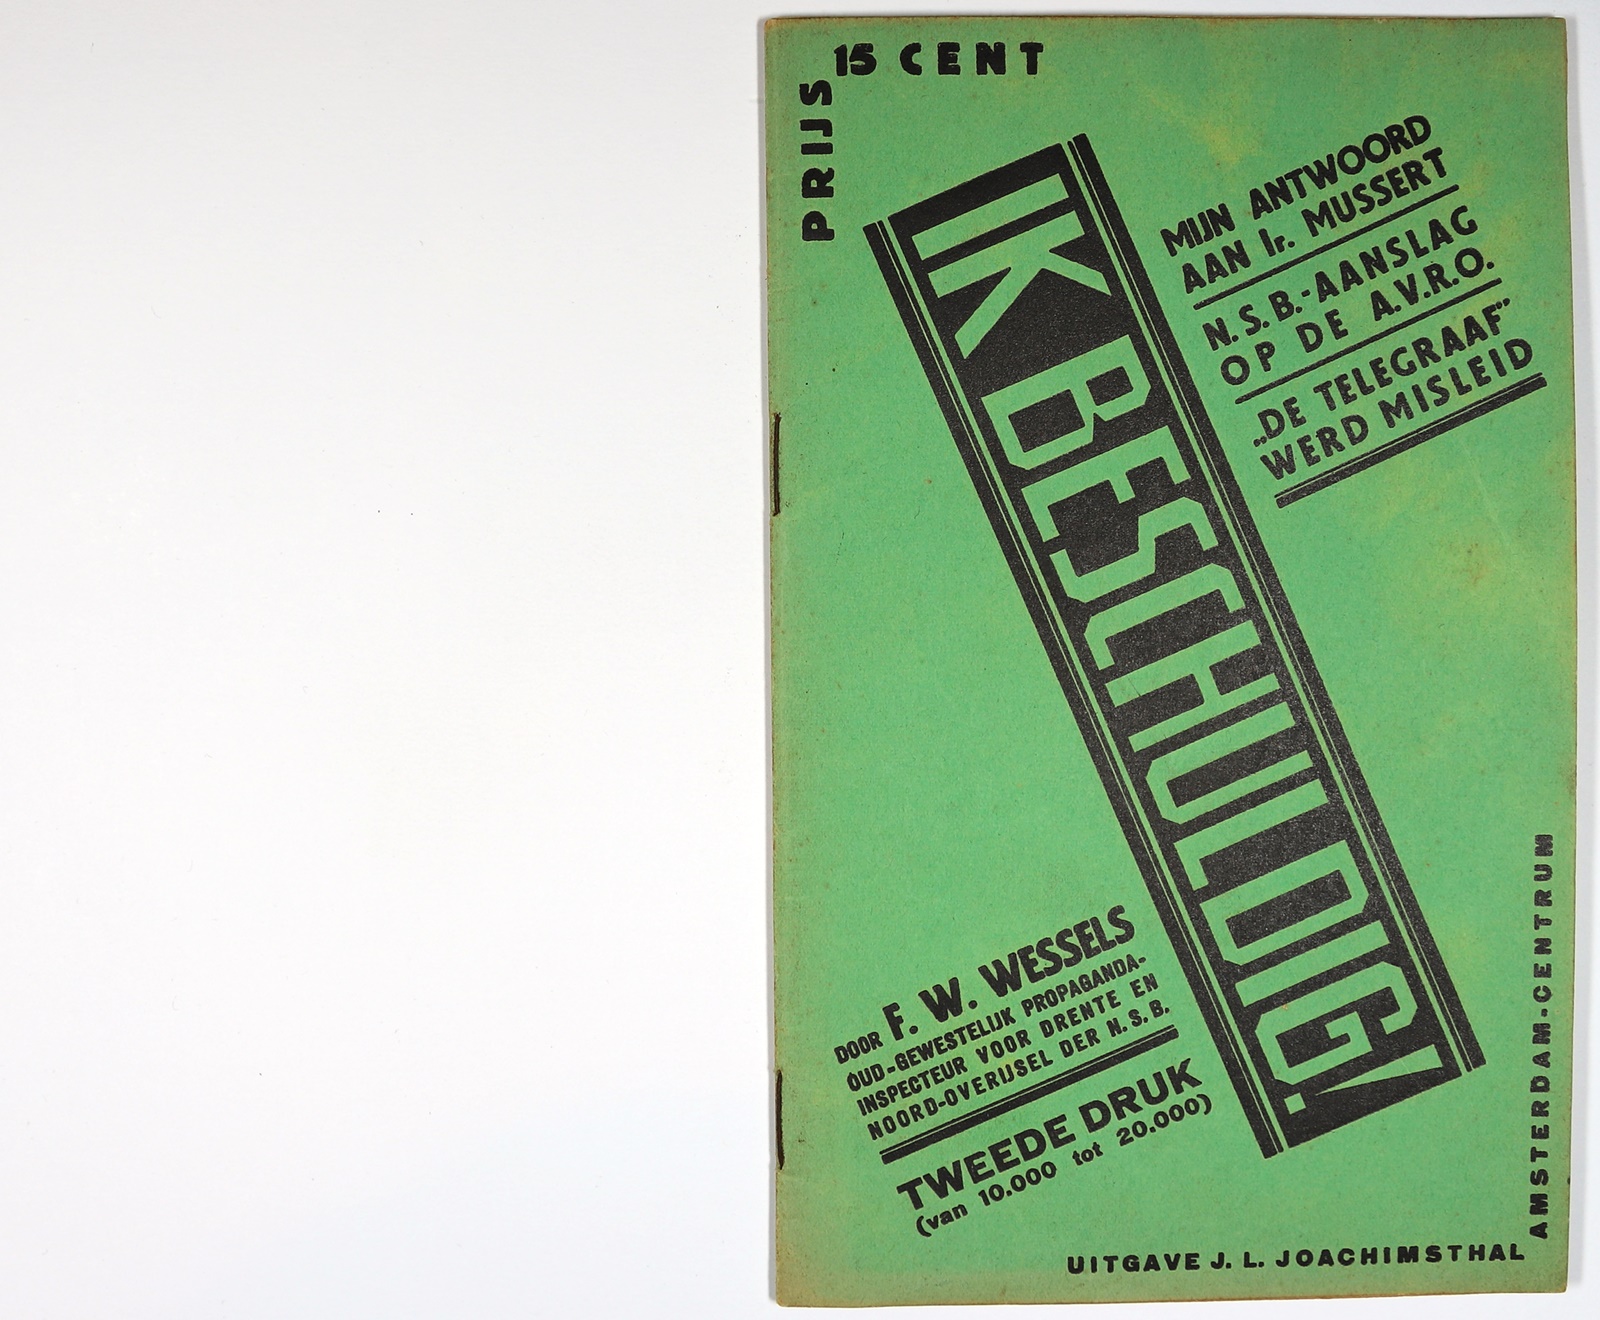 PRIJS 15 CENT
MIJN ANTWOORD
AAN Ir. MUSSERT
N.S.B.-AANSLAG
OP DE A.V.R.O.
„DE TELEGRAAF”
WERD MISLEID
IK BESCHULDIG!
DOOR F. W. WESSELS
OUD-GEWESTELIJK PROPAGANDA-
INSPECTEUR VOOR DRENTE EN
NOORD-OVERIJSEL DER N.S.B.
TWEEDE DRUK
(van 10.000 tot 20.000)
UITGAVE J. L. JOACHIMSTHAL
AMSTERDAM-CENTRUM